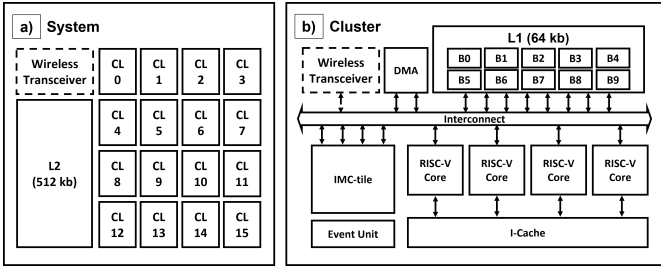 a) System
Wireless
Transceiver
CL
0
CL
1
CL
2
CL
3
L2
(512 kb)
CL
4
CL
5
CL
6
CL
7
CL
8
CL
9
CL
10
CL
11
CL
12
CL
13
CL
14
CL
15
b) Cluster
Wireless
Transceiver
DMA
L1 (64 kb)
B0 B1 B2 B3 B4
B5 B6 B7 B8 B9
Interconnect
IMC-tile
RISC-V
Core
RISC-V
Core
RISC-V
Core
RISC-V
Core
Event Unit
I-Cache